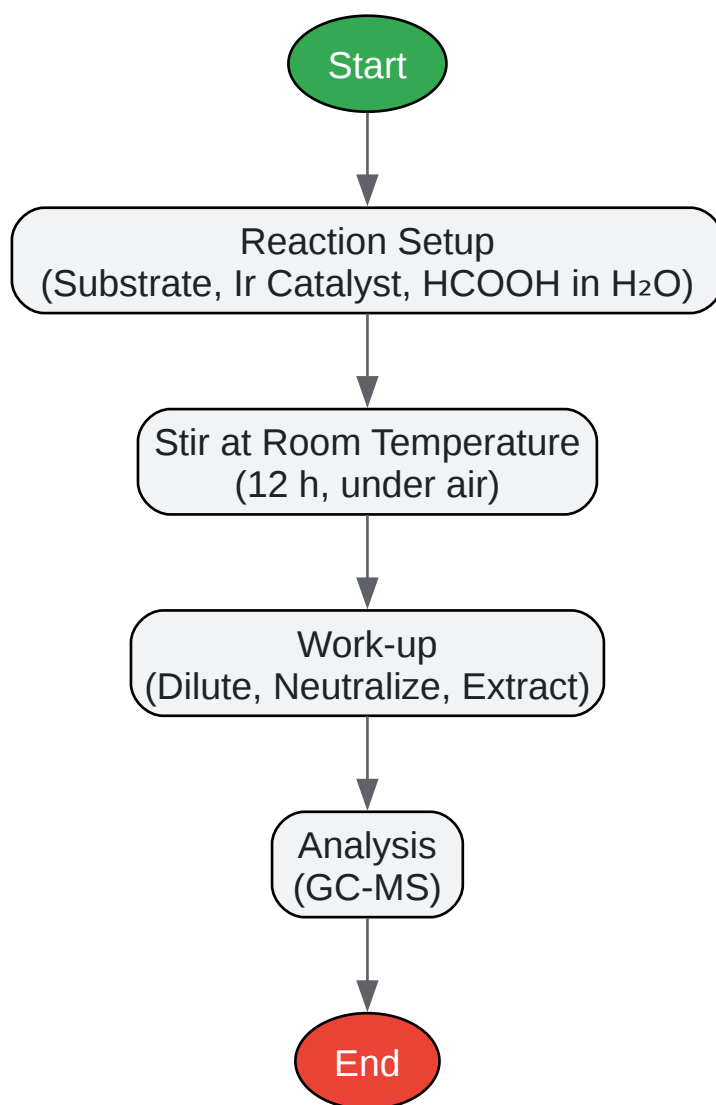 Start
Reaction Setup
(Substrate, Ir Catalyst, HCOOH in H₂O)
Stir at Room Temperature
(12 h, under air)
Work-up
(Dilute, Neutralize, Extract)
Analysis
(GC-MS)
End